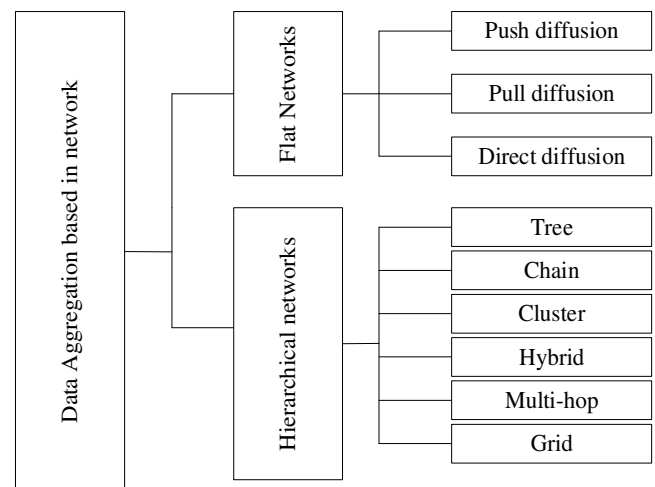 Data Aggregation based in network
Flat Networks
Push diffusion
Pull diffusion
Direct diffusion
Hierarchical networks
Tree
Chain
Cluster
Hybrid
Multi-hop
Grid